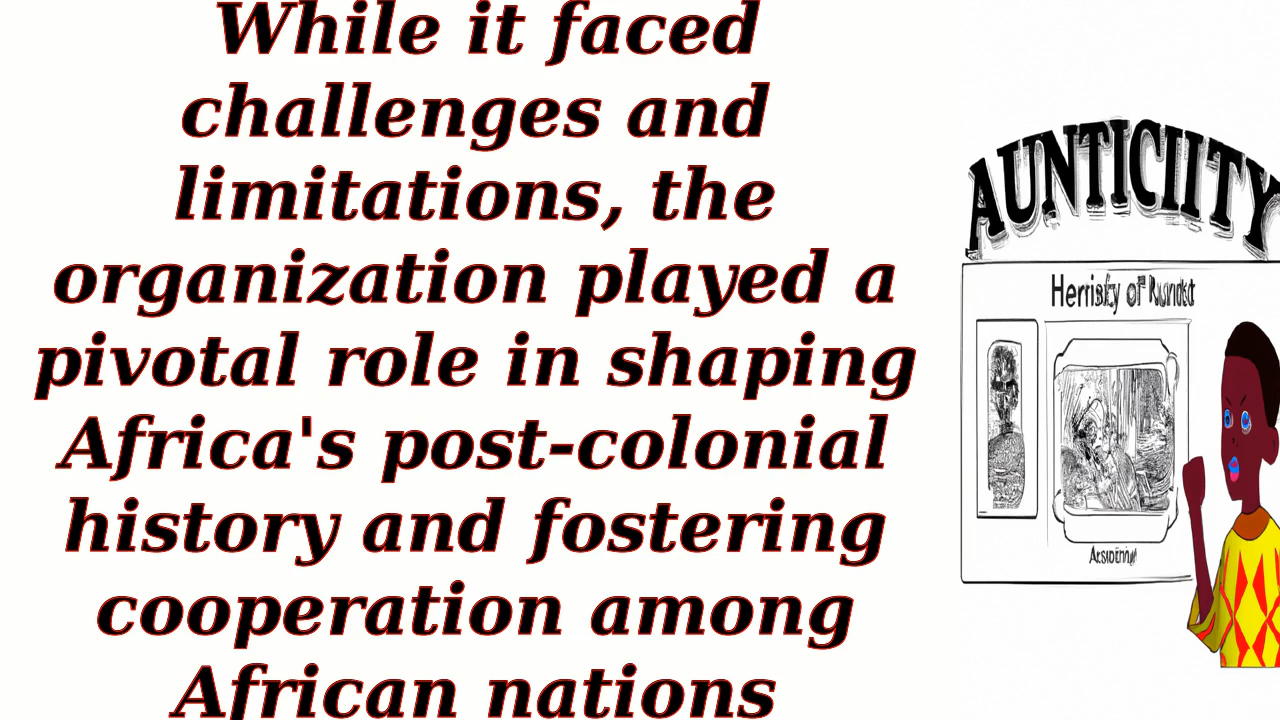 While it faced
challenges and
limitations, the
organization played a
pivotal role in shaping
Africa's post-colonial
history and fostering
cooperation among
African nations
AUNTICIITY
of